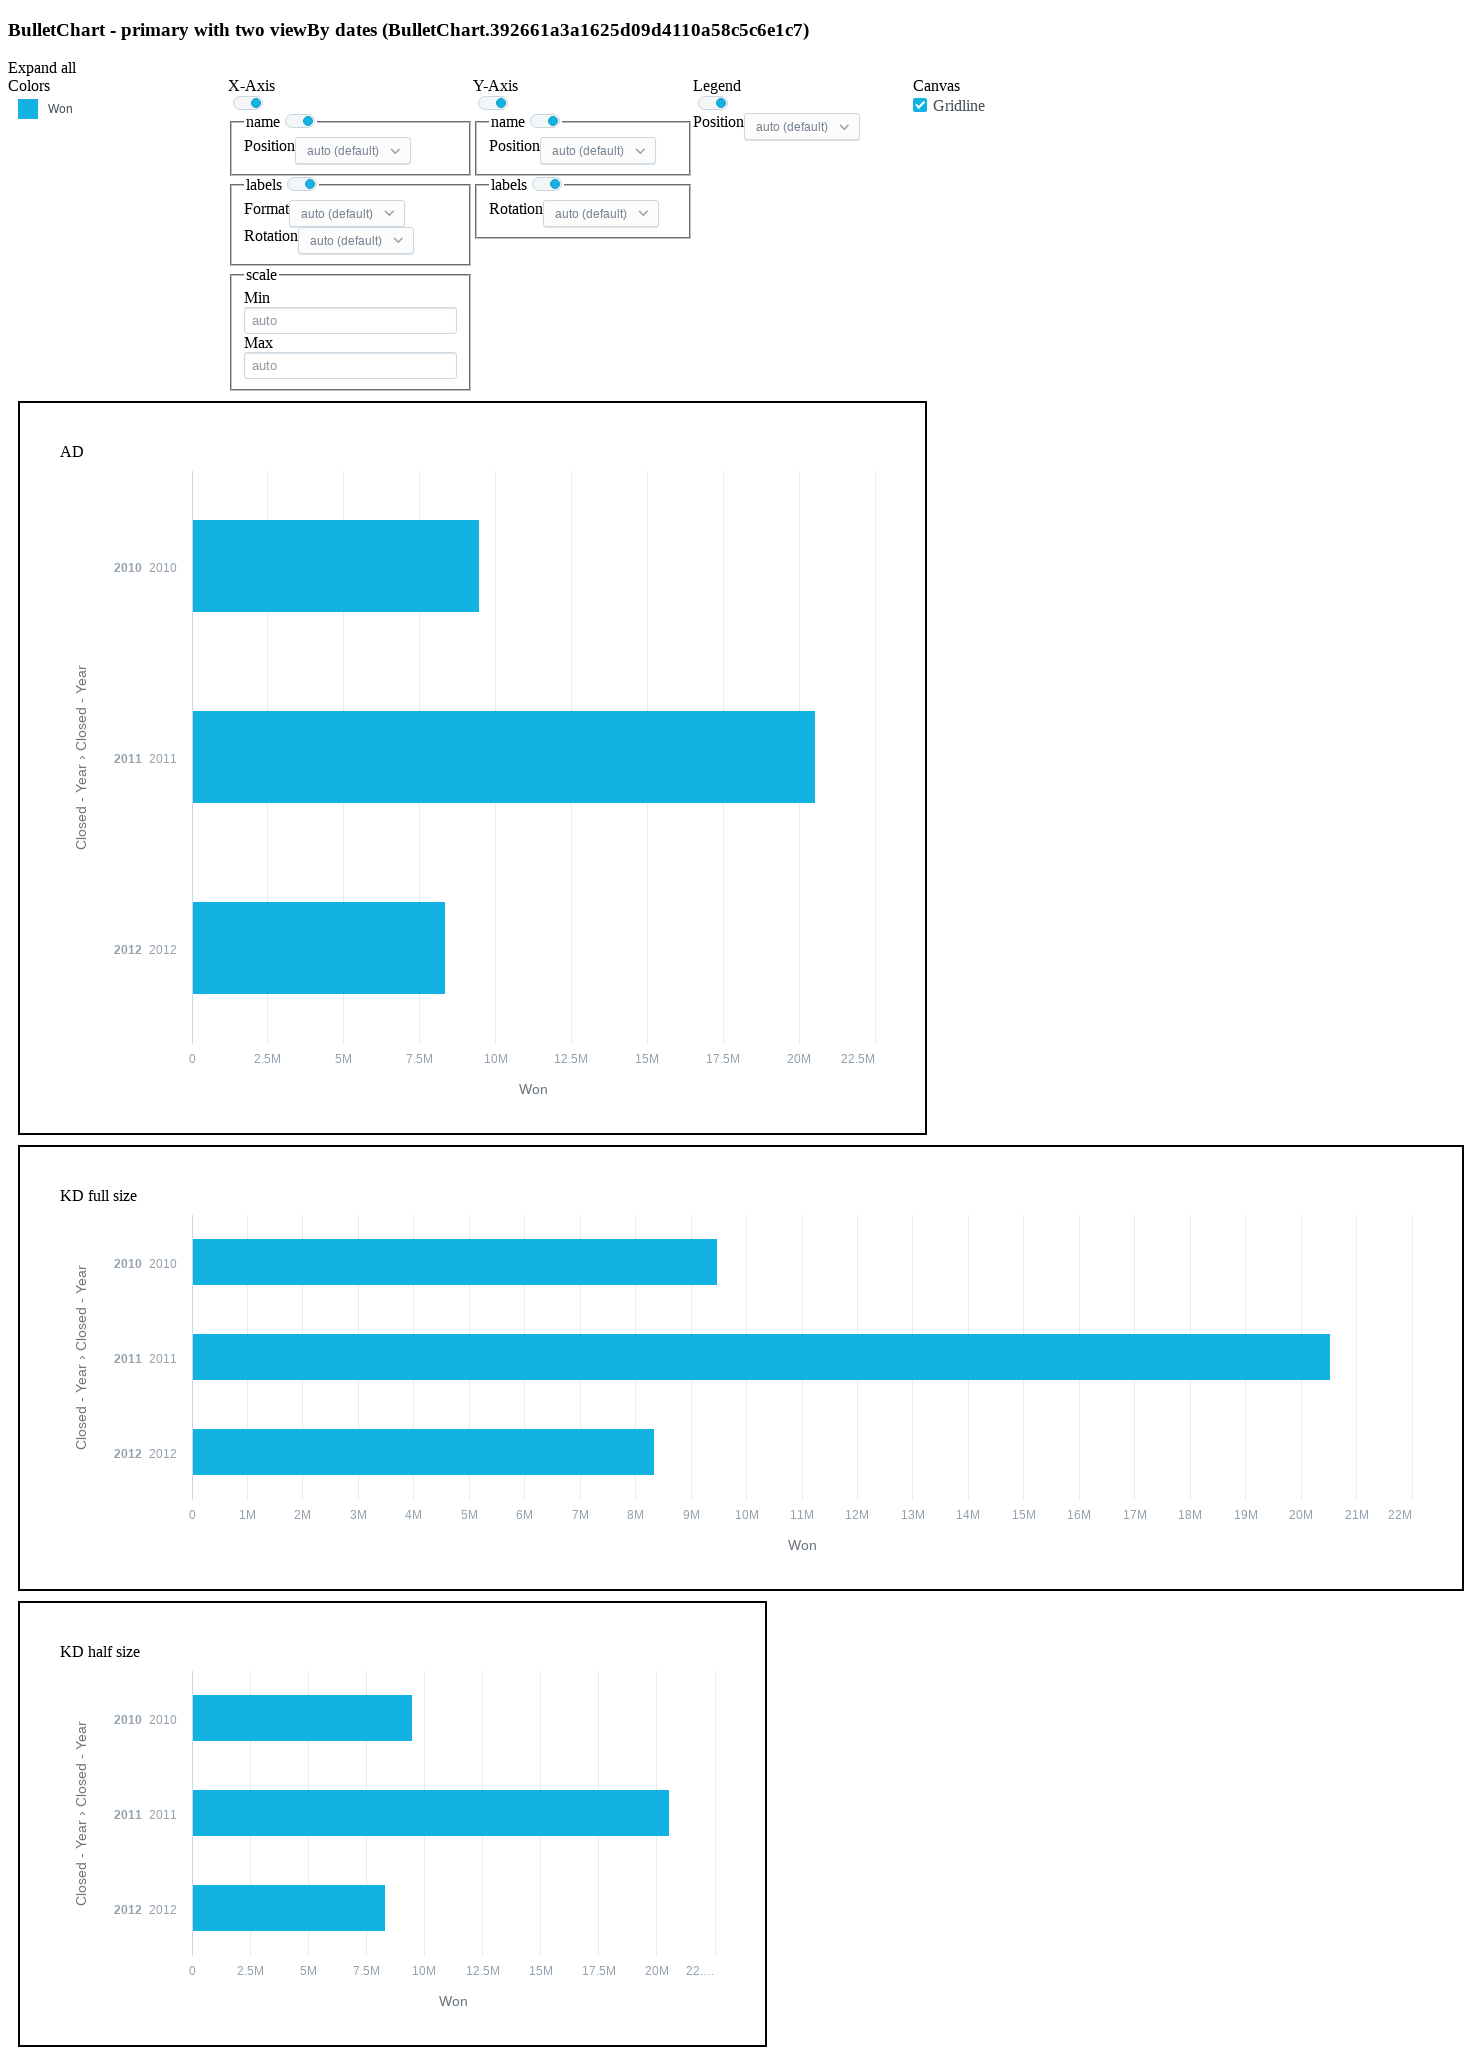 BulletChart - primary with two viewBy dates (BulletChart.392661a3a1625d09d4110a58c5c6e1c7)
Expand all
Colors
Won
X-Axis
name
Position auto (default)
labels
Format auto (default)
Rotation auto (default)
scale
Min
auto
Max
auto
Y-Axis
name
Position auto (default)
labels
Rotation auto (default)
Legend
Position auto (default)
Canvas
Gridline
AD
Closed - Year › Closed - Year
2010 2010
2011 2011
2012 2012
0 2.5M 5M 7.5M 10M 12.5M 15M 17.5M 20M 22.5M
Won
KD full size
Closed - Year › Closed - Year
2010 2010
2011 2011
2012 2012
0 1M 2M 3M 4M 5M 6M 7M 8M 9M 10M 11M 12M 13M 14M 15M 16M 17M 18M 19M 20M 21M 22M
Won
KD half size
Closed - Year › Closed - Year
2010 2010
2011 2011
2012 2012
0 2.5M 5M 7.5M 10M 12.5M 15M 17.5M 20M 22.…
Won